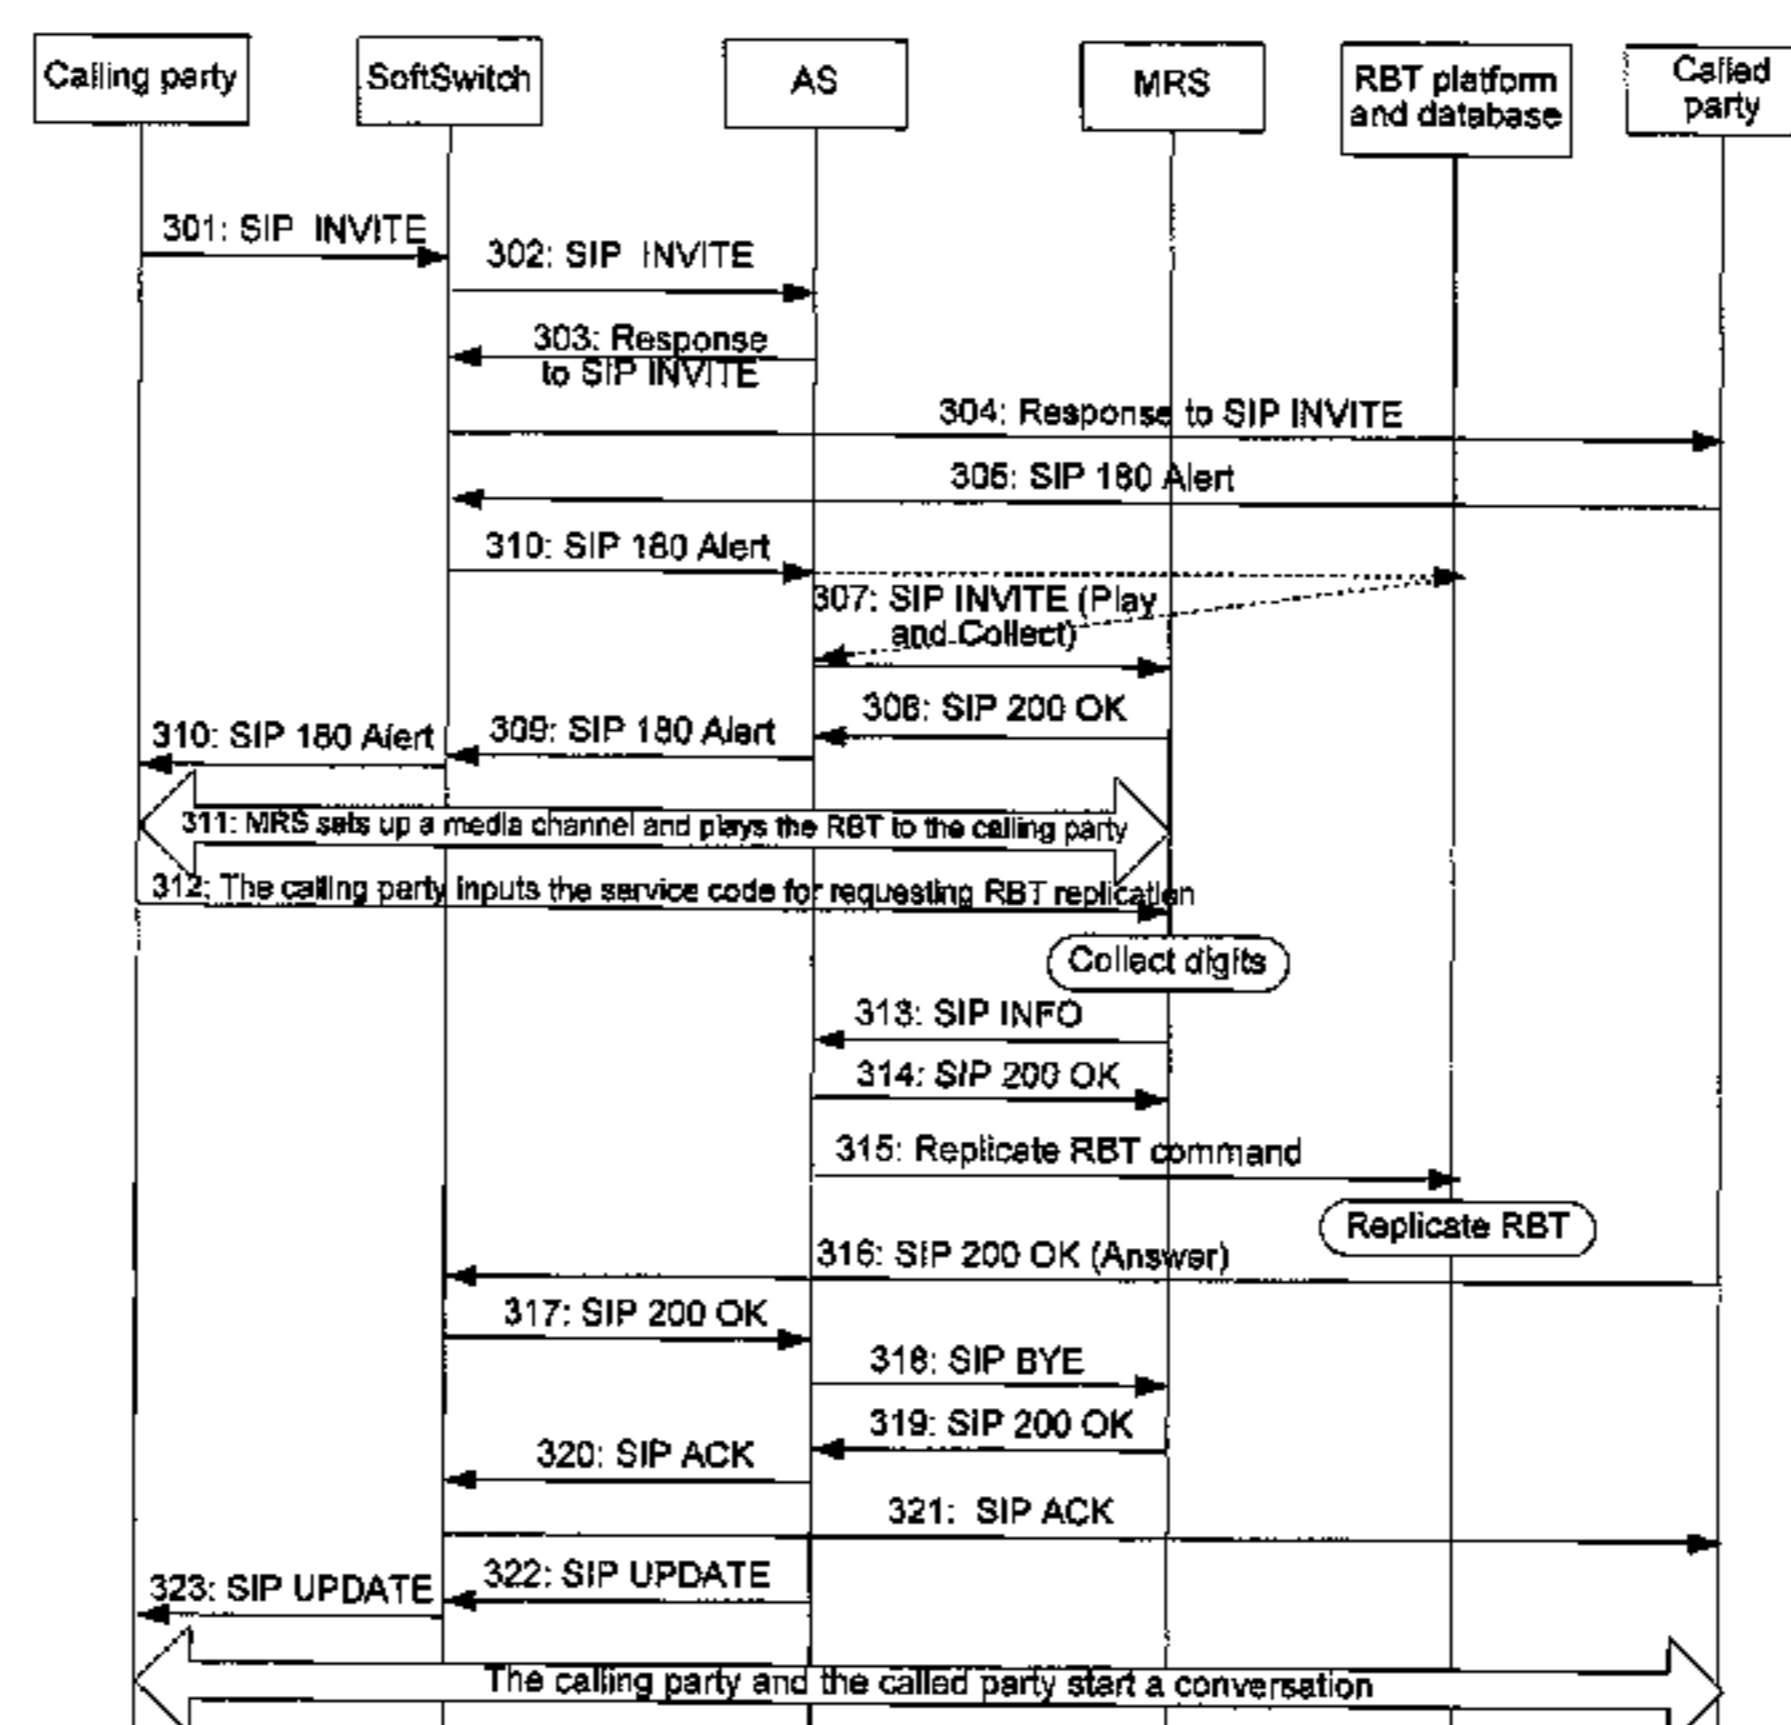 Calling party
SoftSwitch
AS
MRS
RBT platform
and database
Called
party
301: SIP INVITE
302: SIP INVITE
303: Response
to SIP INVITE
304: Response to SIP INVITE
305: SIP 180 Alert
310: SIP 180 Alert
307: SIP INVITE (Play
and Collect)
308: SIP 200 OK
309: SIP 180 Alert
310: SIP 180 Alert
311: MRS sets up a media channel and plays the RBT to the calling party
312: The calling party inputs the service code for requesting RBT replication
Collect digits
313: SIP INFO
314: SIP 200 OK
315: Replicate RBT command
Replicate RBT
316: SIP 200 OK (Answer)
317: SIP 200 OK
318: SIP BYE
319: SIP 200 OK
320: SIP ACK
321: SIP ACK
322: SIP UPDATE
323: SIP UPDATE
The calling party and the called party start a conversation